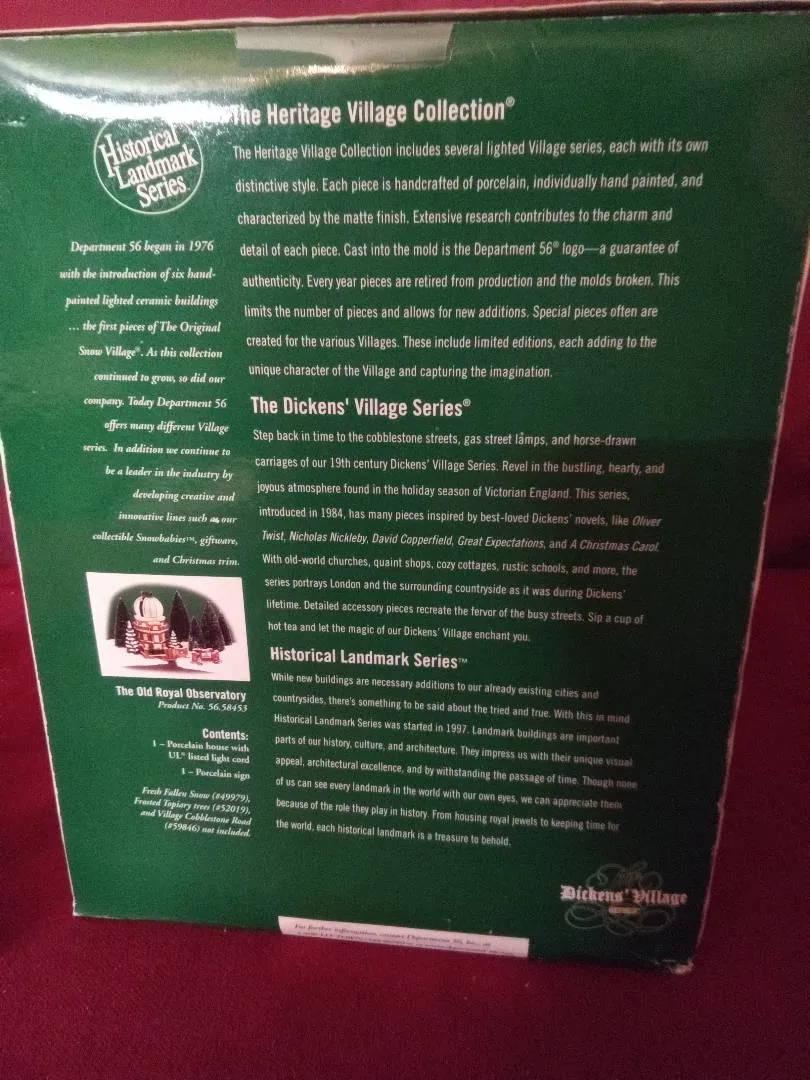 Historical
Landmark
Series™
Department 56 began in 1976
with the introduction of six hand-
painted lighted ceramic buildings
... the first pieces of The Original
Snow Village®. As this collection
continued to grow, so did our
company. Today Department 56
offers many different Village
series. In addition we continue to
be a leader in the industry by
developing creative and
innovative lines such as our
collectible Snowbabies™, giftware,
and Christmas trim.
The Old Royal Observatory
Product No. 56.58453
Contents:
1 – Porcelain house with
UL® listed light cord
1 – Porcelain sign
Fresh Fallen Snow (#49979),
Frosted Topiary trees (#52019),
and Village Cobblestone Road
(#59846) not included.
The Heritage Village Collection®
The Heritage Village Collection includes several lighted Village series, each with its own
distinctive style. Each piece is handcrafted of porcelain, individually hand painted, and
characterized by the matte finish. Extensive research contributes to the charm and
detail of each piece. Cast into the mold is the Department 56® logo—a guarantee of
authenticity. Every year pieces are retired from production and the molds broken. This
limits the number of pieces and allows for new additions. Special pieces often are
created for the various Villages. These include limited editions, each adding to the
unique character of the Village and capturing the imagination.
The Dickens' Village Series®
Step back in time to the cobblestone streets, gas street lamps, and horse-drawn
carriages of our 19th century Dickens' Village Series. Revel in the bustling, hearty, and
joyous atmosphere found in the holiday season of Victorian England. This series,
introduced in 1984, has many pieces inspired by best-loved Dickens' novels, like Oliver
Twist, Nicholas Nickleby, David Copperfield, Great Expectations, and A Christmas Carol.
With old-world churches, quaint shops, cozy cottages, rustic schools, and more, the
series portrays London and the surrounding countryside as it was during Dickens'
lifetime. Detailed accessory pieces recreate the fervor of the busy streets. Sip a cup of
hot tea and let the magic of our Dickens' Village enchant you.
Historical Landmark Series™
While new buildings are necessary additions to our already existing cities and
countrysides, there's something to be said about the tried and true. With this in mind
Historical Landmark Series was started in 1997. Landmark buildings are important
parts of our history, culture, and architecture. They impress us with their unique visual
appeal, architectural excellence, and by withstanding the passage of time. Though none
of us can see every landmark in the world with our own eyes, we can appreciate them
because of the role they play in history. From housing royal jewels to keeping time for
the world, each historical landmark is a treasure to behold.
Dickens' Village
For further information, contact Department 56, Inc., at